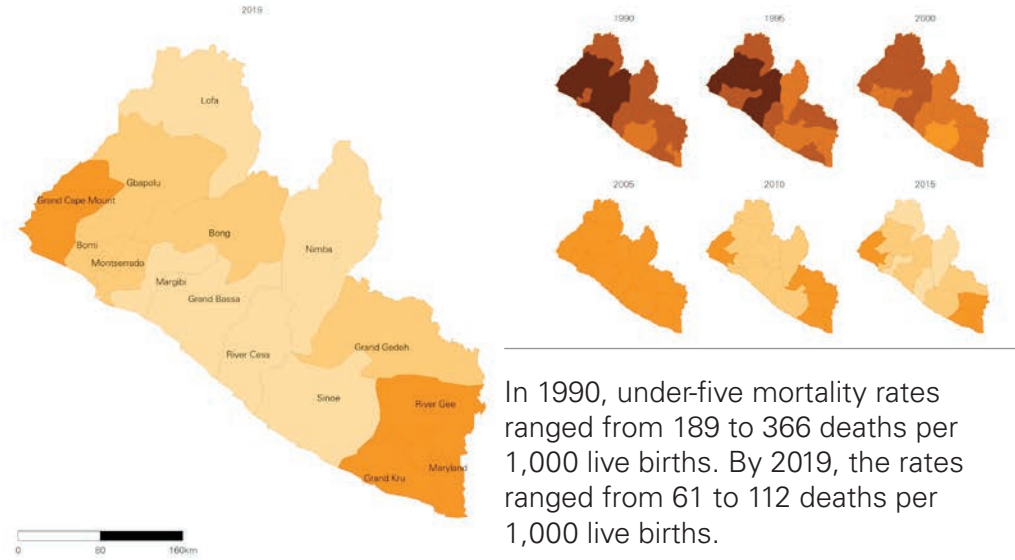 2019
Lofa
Gbapolu
Grand Cape Mount
Bong
Bomi
Nimba
Montserrado
Margibi
Grand Bassa
Grand Gedeh
River Cess
Sinoe
River Gee
Maryland
Grand Kru
0 80 160km
1990 1995 2000
2005 2010 2015
In 1990, under-five mortality rates
ranged from 189 to 366 deaths per
1,000 live births. By 2019, the rates
ranged from 61 to 112 deaths per
1,000 live births.